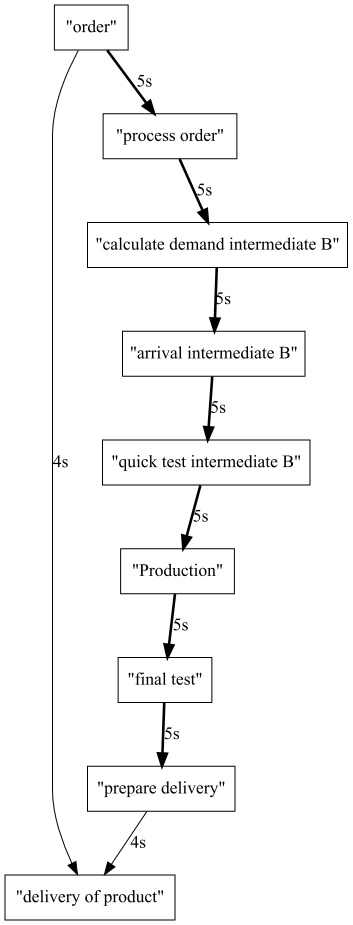 "order"
5s
"process order"
5s
"calculate demand intermediate B"
5s
"arrival intermediate B"
5s
"quick test intermediate B"
4s
5s
"Production"
5s
"final test"
5s
"prepare delivery"
4s
"delivery of product"